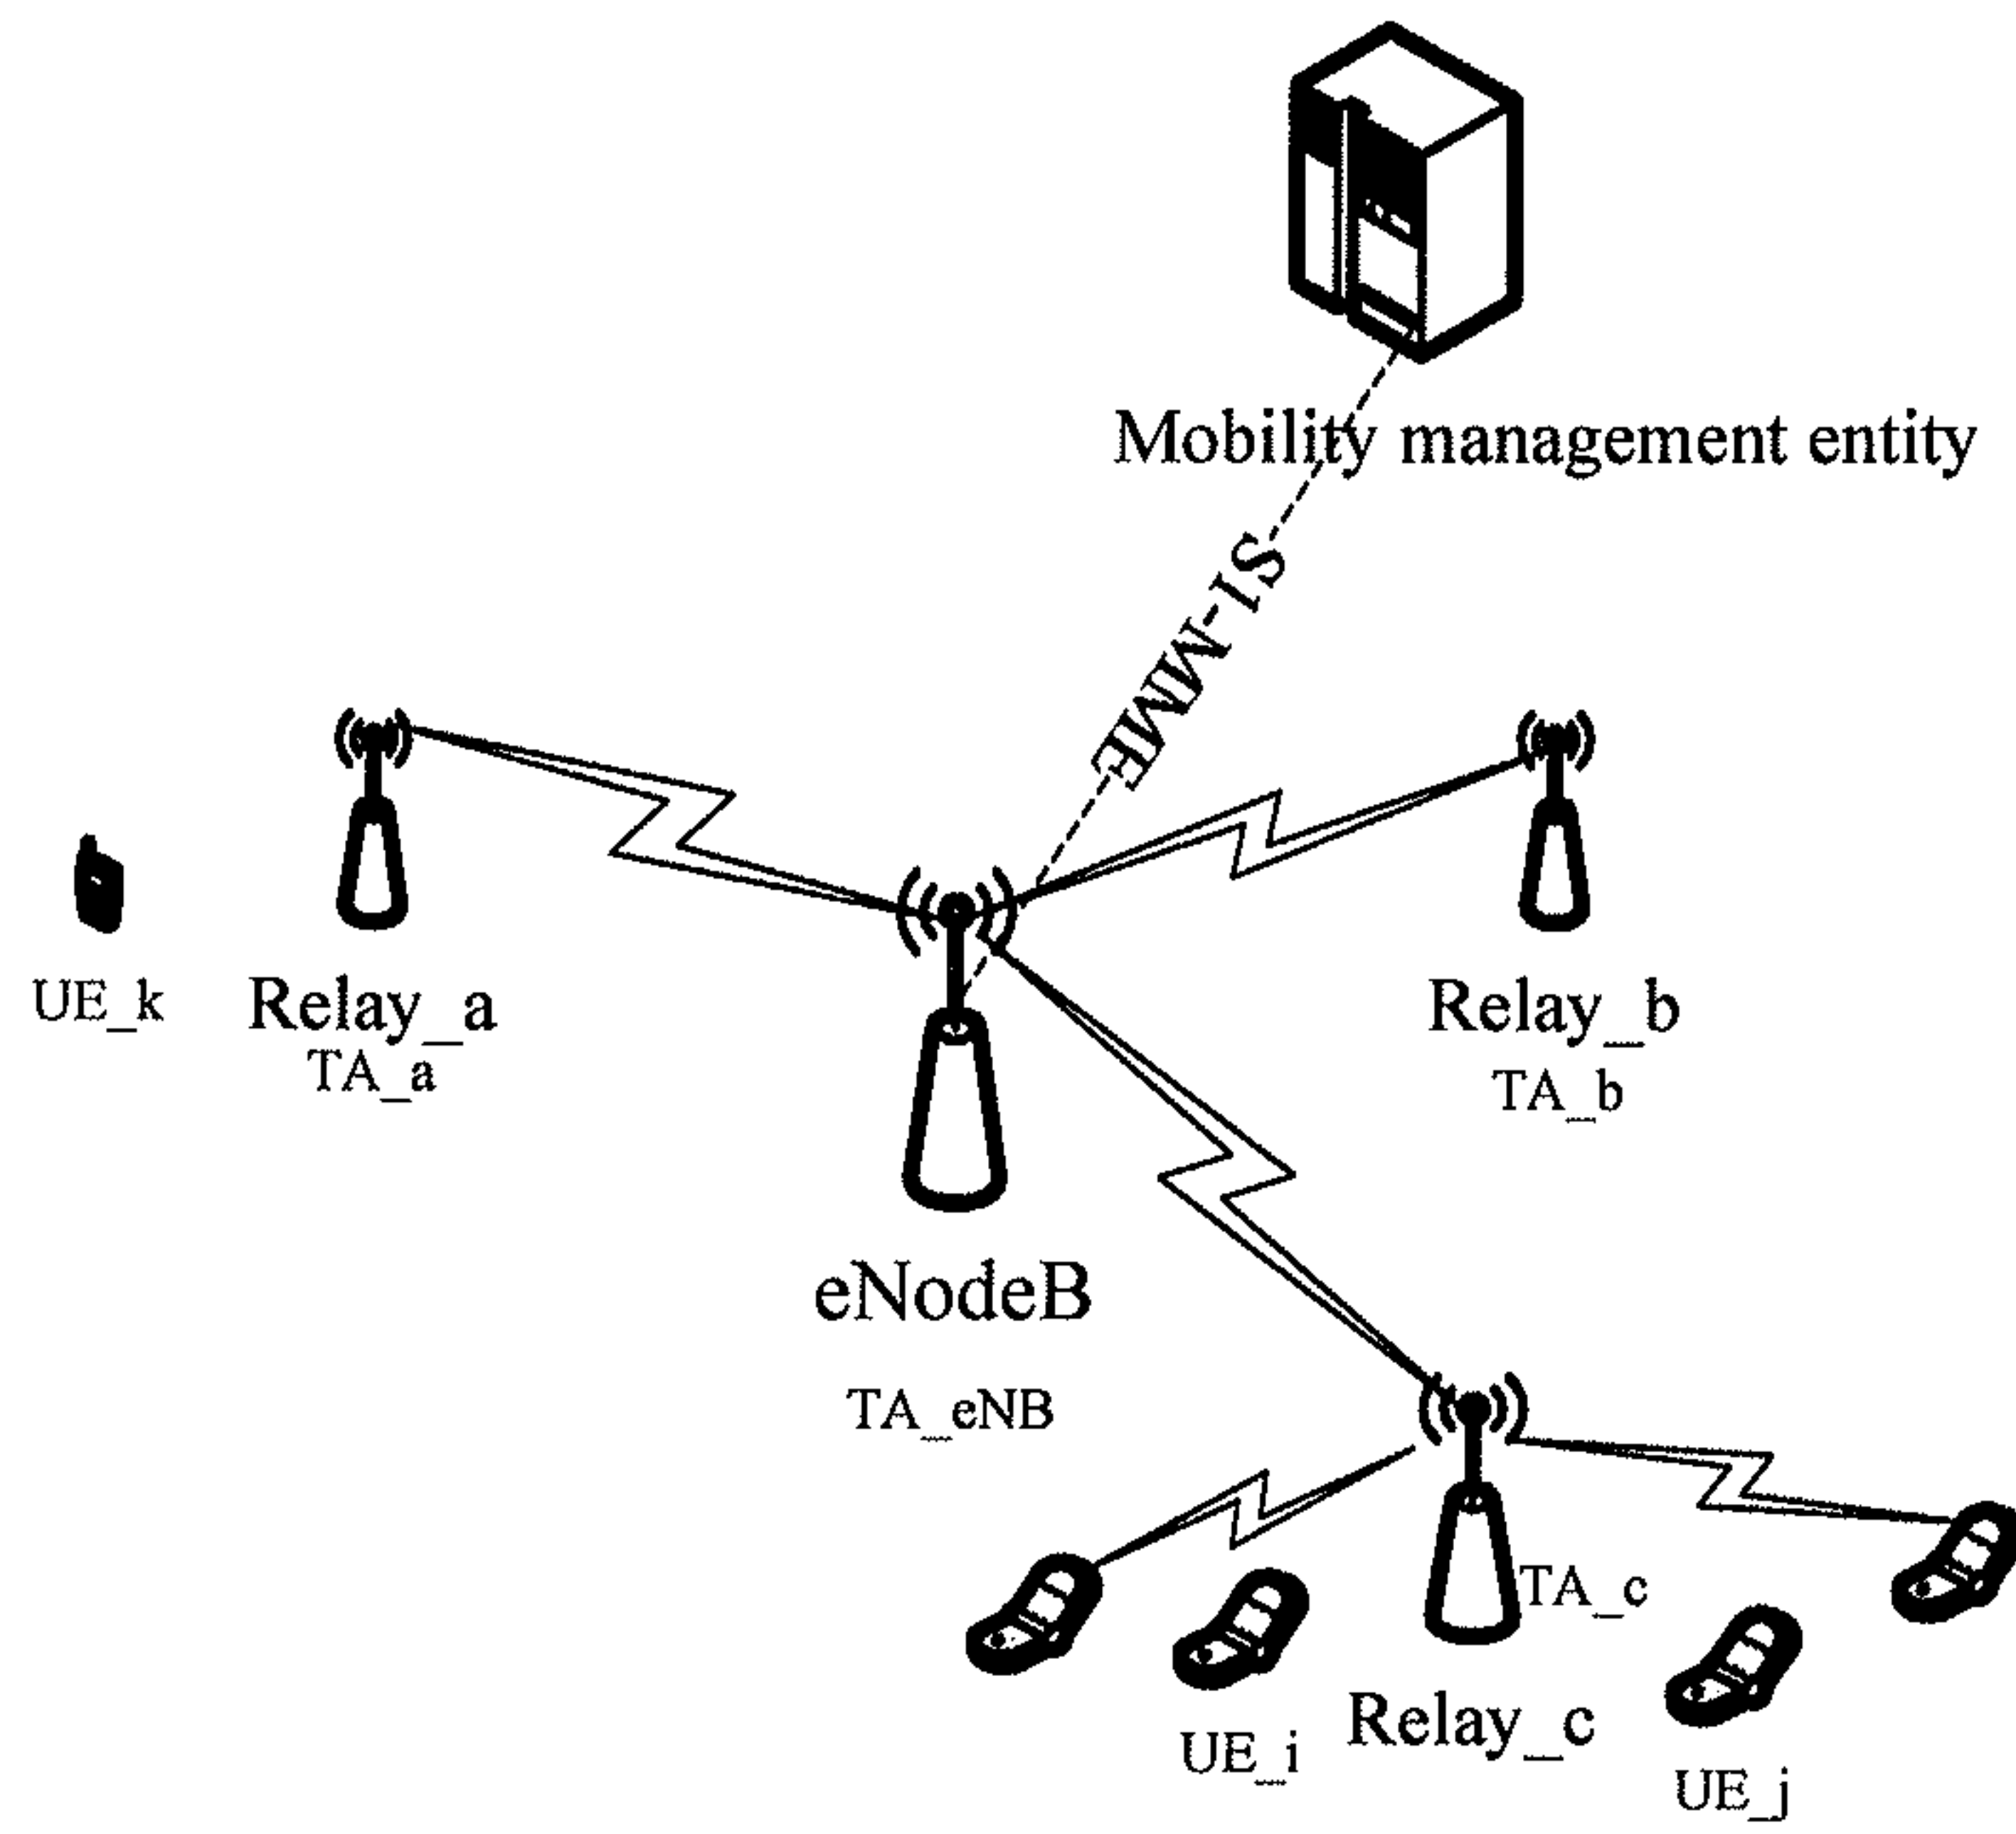 Mobility management entity
S1-MME
UE_k
Relay_a
TA_a
Relay_b
TA_b
eNodeB
TA_eNB
TA_c
Relay_c
UE_i
UE_j